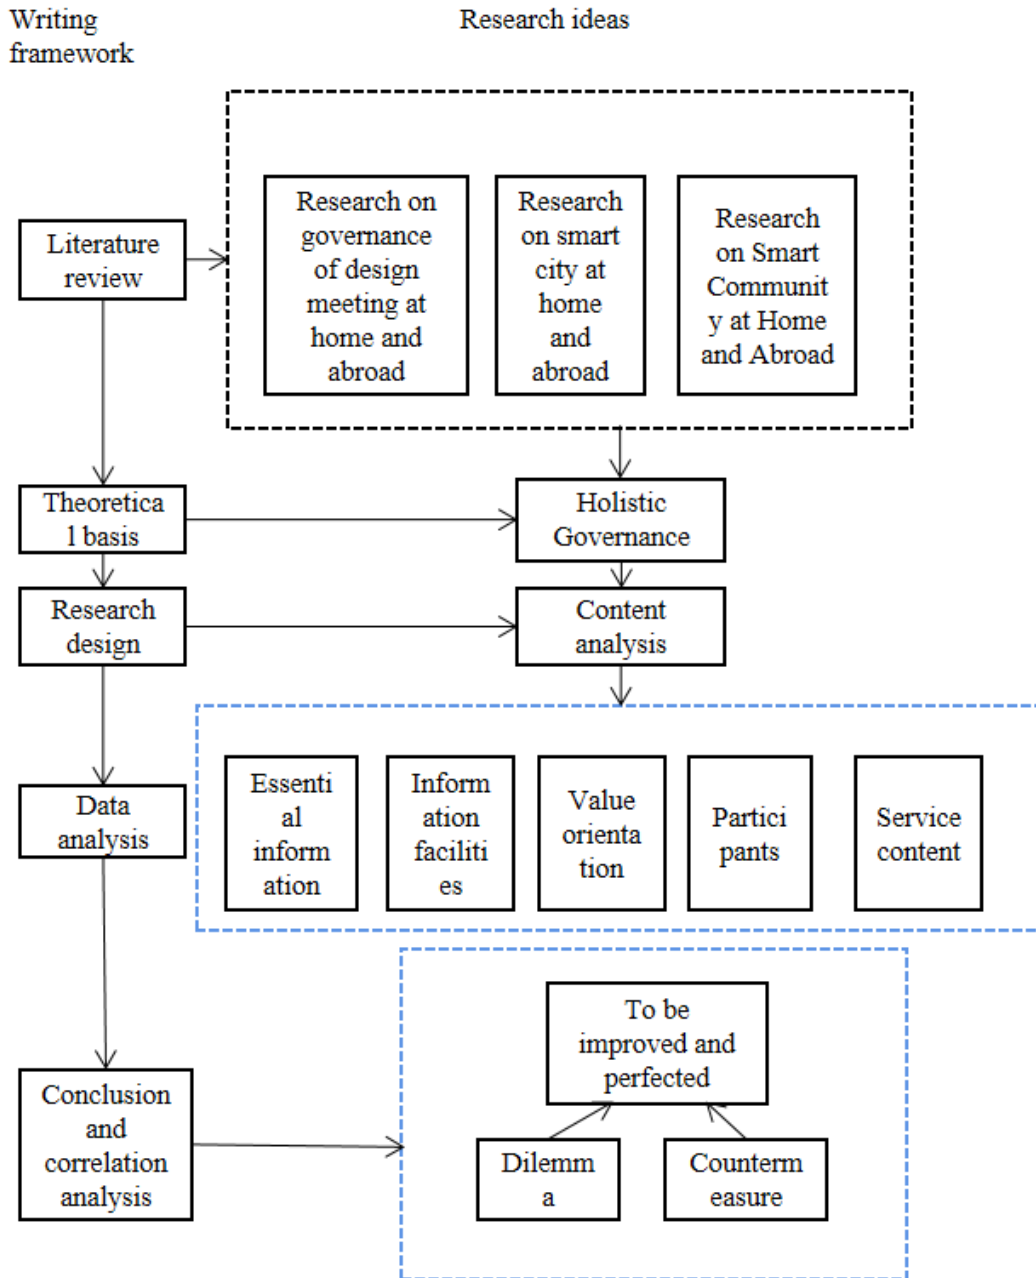 Writing
framework
Research ideas
Literature
review
Research on
governance
of design
meeting at
home and
abroad
Research
on smart
city at
home
and
abroad
Research
on Smart
Communit
y at Home
and Abroad
Theoretica
l basis
Holistic
Governance
Research
design
Content
analysis
Data
analysis
Essenti
al
inform
ation
Inform
ation
faciliti
es
Value
orienta
tion
Partici
pants
Service
content
Conclusion
and
correlation
analysis
To be
improved and
perfected
Dilemm
a
Counterm
easure